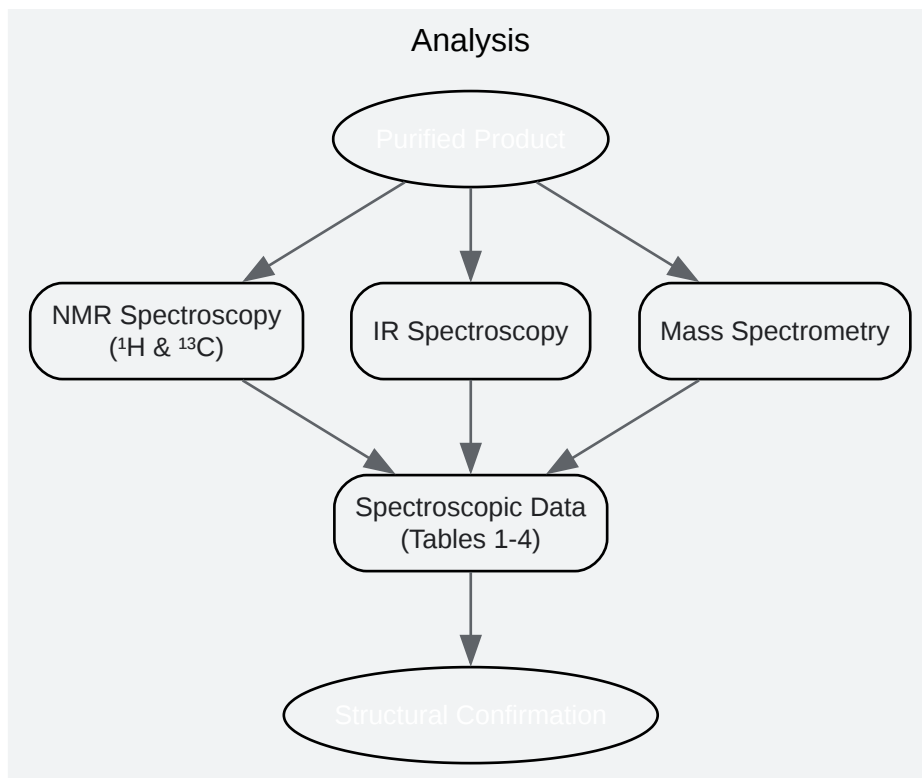 Analysis
Purified Product
NMR Spectroscopy
(¹H & ¹³C)
IR Spectroscopy
Mass Spectrometry
Spectroscopic Data
(Tables 1-4)
Structural Confirmation